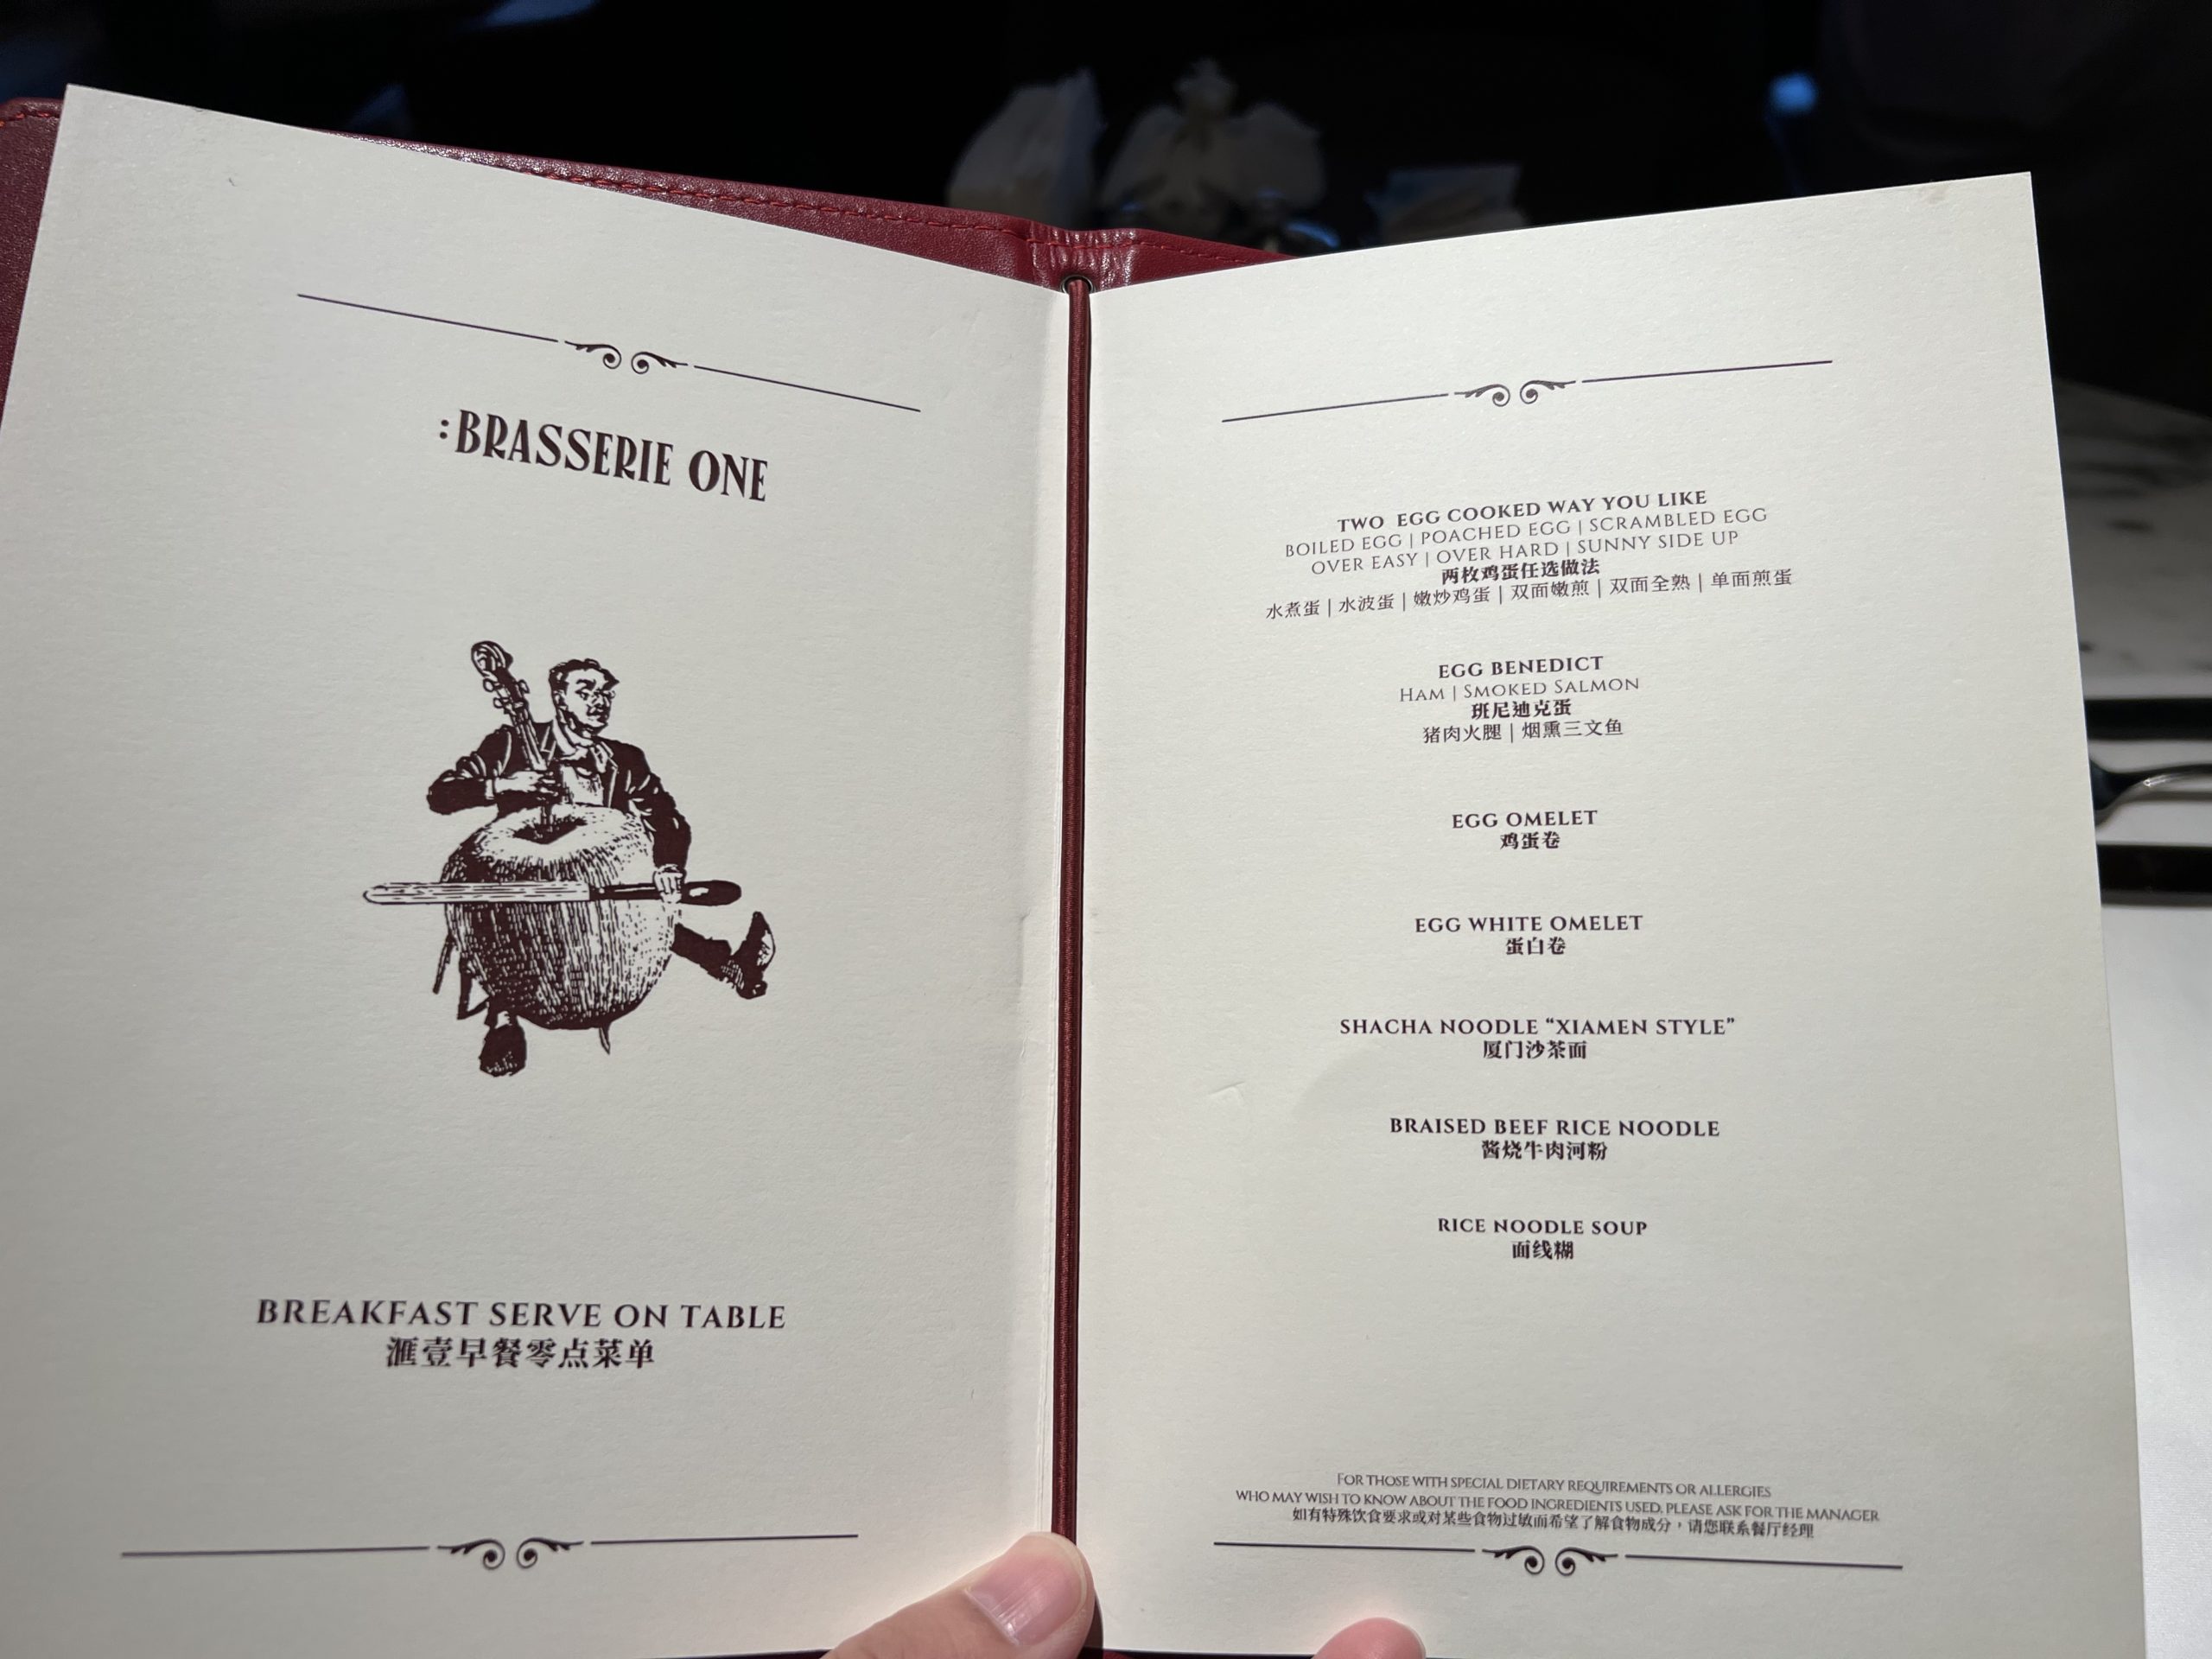 :BRASSERIE ONE
BREAKFAST SERVE ON TABLE
滙壹早餐零点菜单
TWO EGG COOKED WAY YOU LIKE
BOILED EGG | POACHED EGG | SCRAMBLED EGG
OVER EASY | OVER HARD | SUNNY SIDE UP
两枚鸡蛋任选做法
水煮蛋 | 水波蛋 | 嫩炒鸡蛋 | 双面嫩煎 | 双面全熟 | 单面煎蛋
EGG BENEDICT
HAM | SMOKED SALMON
班尼迪克蛋
猪肉火腿 | 烟熏三文鱼
EGG OMELET
鸡蛋卷
EGG WHITE OMELET
蛋白卷
SHACHA NOODLE “XIAMEN STYLE”
厦门沙茶面
BRAISED BEEF RICE NOODLE
酱烧牛肉河粉
RICE NOODLE SOUP
面线糊
FOR THOSE WITH SPECIAL DIETARY REQUIREMENTS OR ALLERGIES
WHO MAY WISH TO KNOW ABOUT THE FOOD INGREDIENTS USED, PLEASE ASK FOR THE MANAGER
如有特殊饮食要求或对某些食物过敏而希望了解食物成分，请您联系餐厅经理